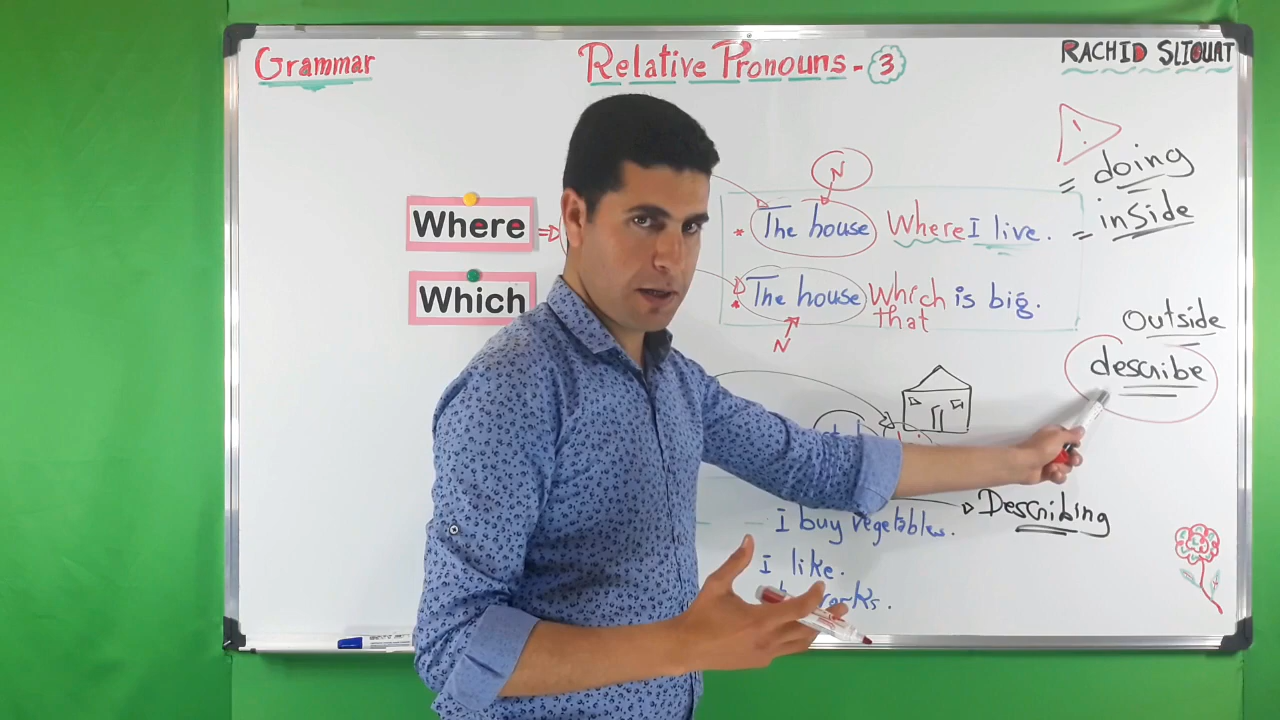 Grammar
Relative Pronouns - 3
RACHID SLIOUAT
!
= doing
= inside
N
Where
* The house Where I live.
Which
* The house Which is big.
that
N
Outside
describe
Describing
I buy vegetables.
I like.